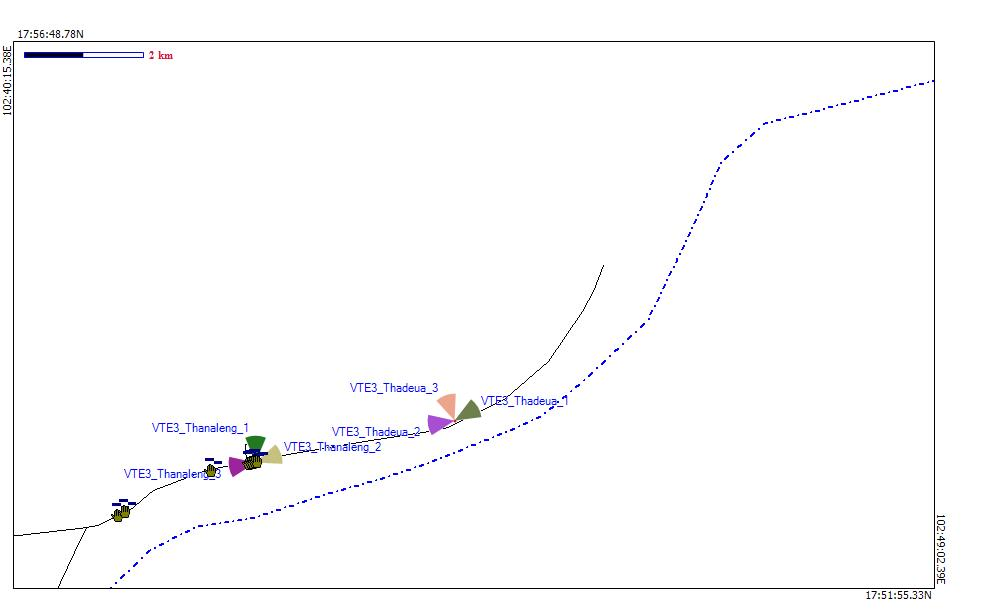 17:56:48.78N
102:40:15.38E
2 km
VTE3_Thadeua_3
VTE3_Thadeua_1
VTE3_Thanaleng_1
VTE3_Thadeua_2
VTE3_Thanaleng_2
VTE3_Thanaleng_3
102:49:02.39E
17:51:55.33N